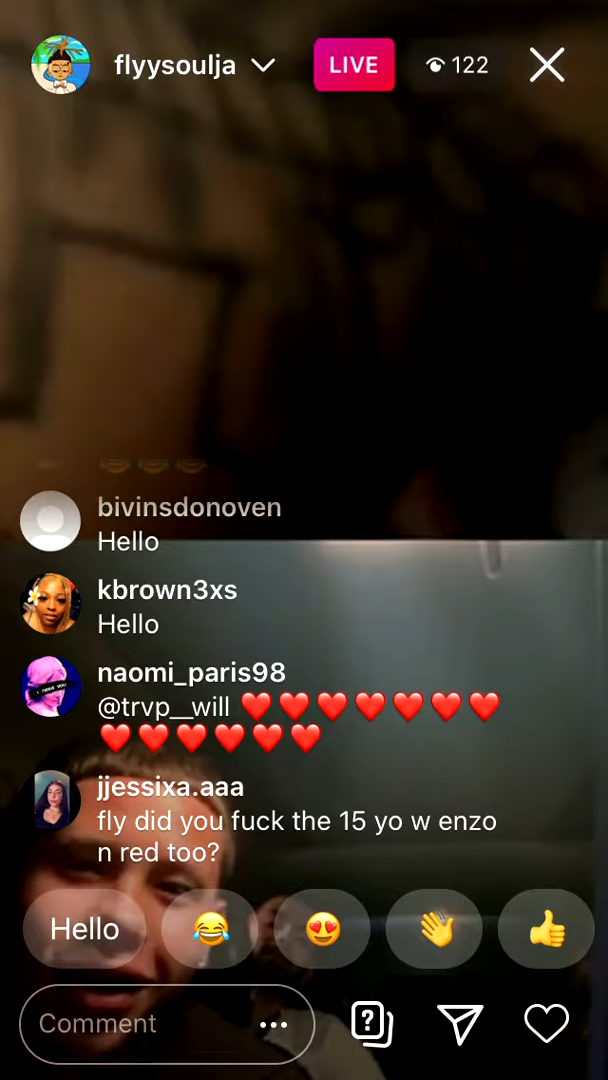 flyysoulja
LIVE
122
bivinsdonoven
Hello
kbrown3xs
Hello
naomi_paris98
@trvp__will ❤️❤️❤️❤️❤️❤️❤️
❤️❤️❤️❤️❤️❤️
jjessixa.aaa
fly did you fuck the 15 yo w enzo
n red too?
Hello 😂 😍 👋 👍
Comment